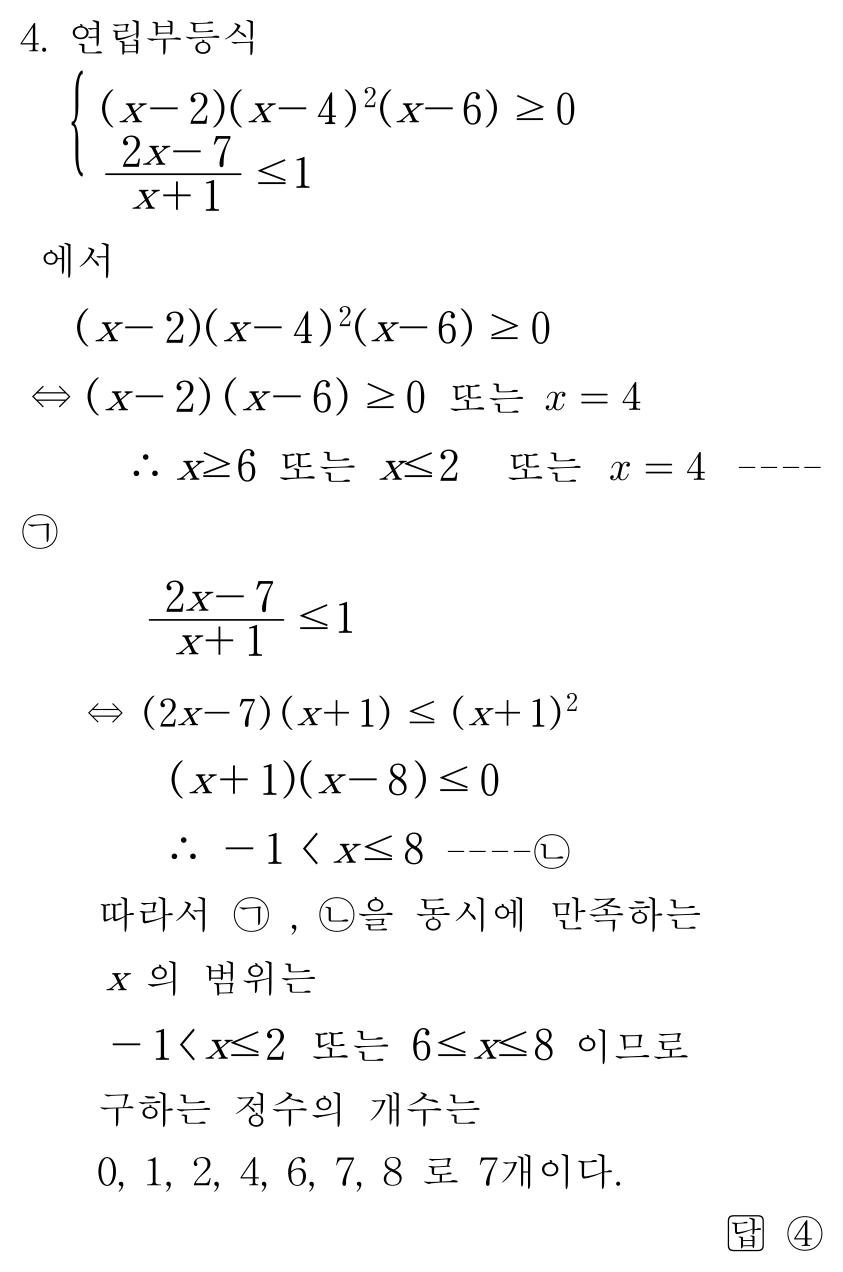 4. 연립부등식
{ (x-2)(x-4)²(x-6) ≥ 0
(2x-7)/(x+1) ≤ 1
에서
(x-2)(x-4)²(x-6) ≥ 0
⇔ (x-2)(x-6) ≥ 0 또는 x = 4
∴ x≥6 또는 x≤2 또는 x = 4 ----
㉠
(2x-7)/(x+1) ≤ 1
⇔ (2x-7)(x+1) ≤ (x+1)²
(x+1)(x-8) ≤ 0
∴ -1 < x ≤ 8 ----㉡
따라서 ㉠ , ㉡을 동시에 만족하는
x 의 범위는
-1< x≤2 또는 6≤x≤8 이므로
구하는 정수의 개수는
0, 1, 2, 4, 6, 7, 8 로 7개이다.
답 ④